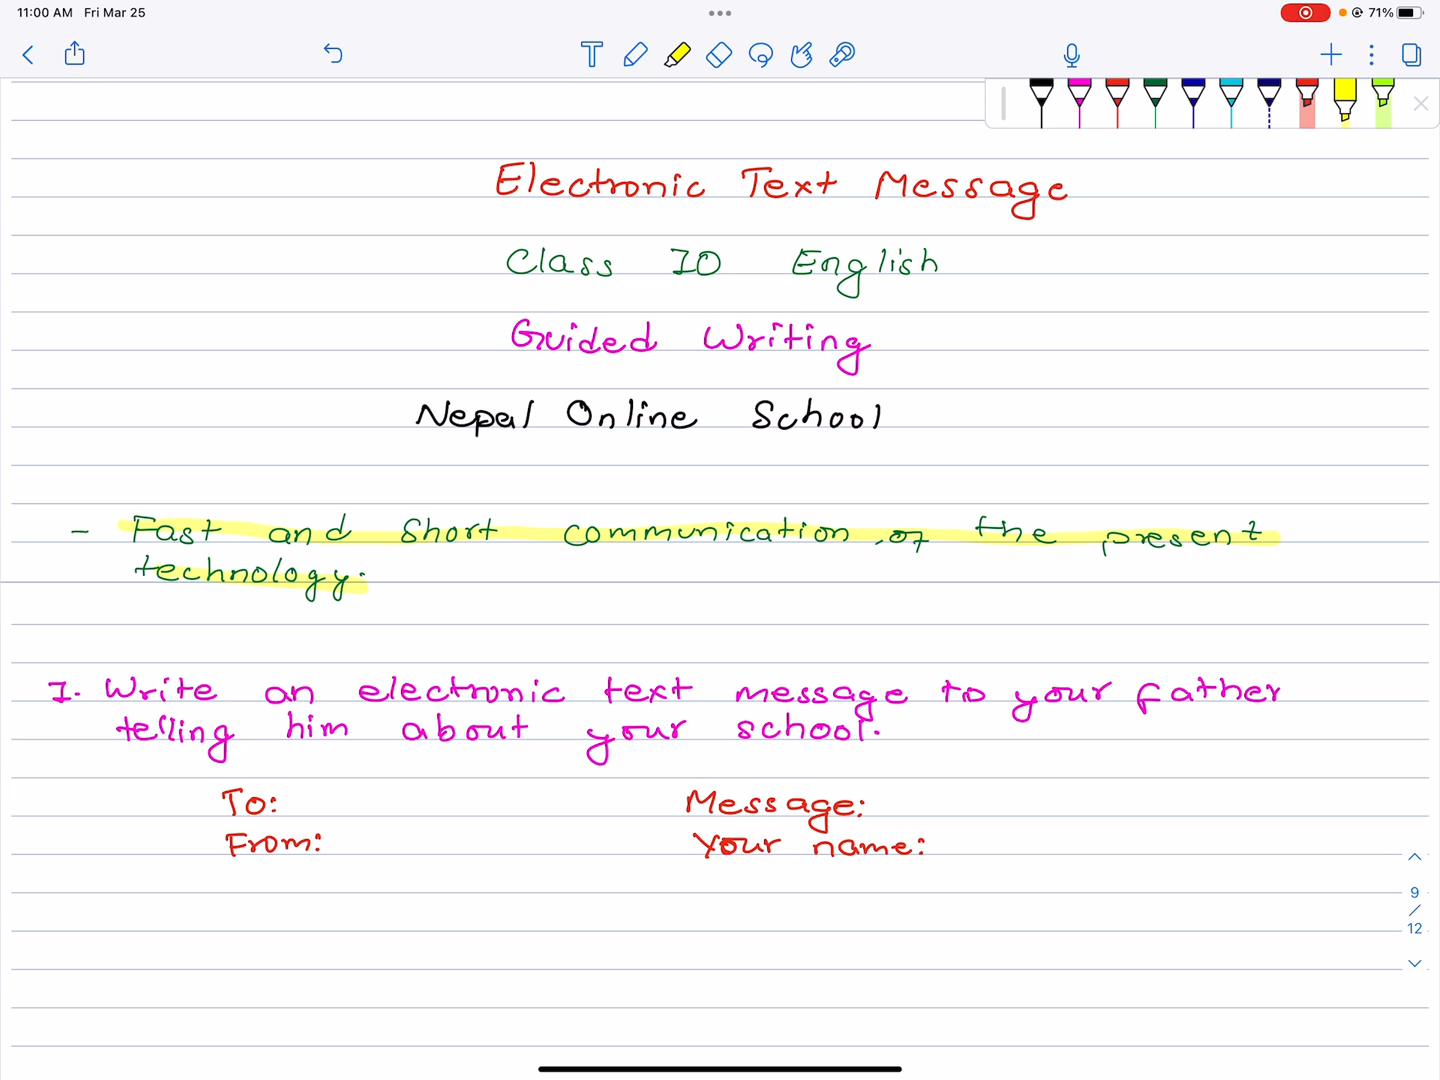 11:00 AM Fri Mar 25
71%
Electronic Text Message
Class 10 English
Guided Writing
Nepal Online School
- Fast and short communication of the present
technology.
1. Write an electronic text message to your father
telling him about your school.
To: Message:
From: Your name:
9
/
12